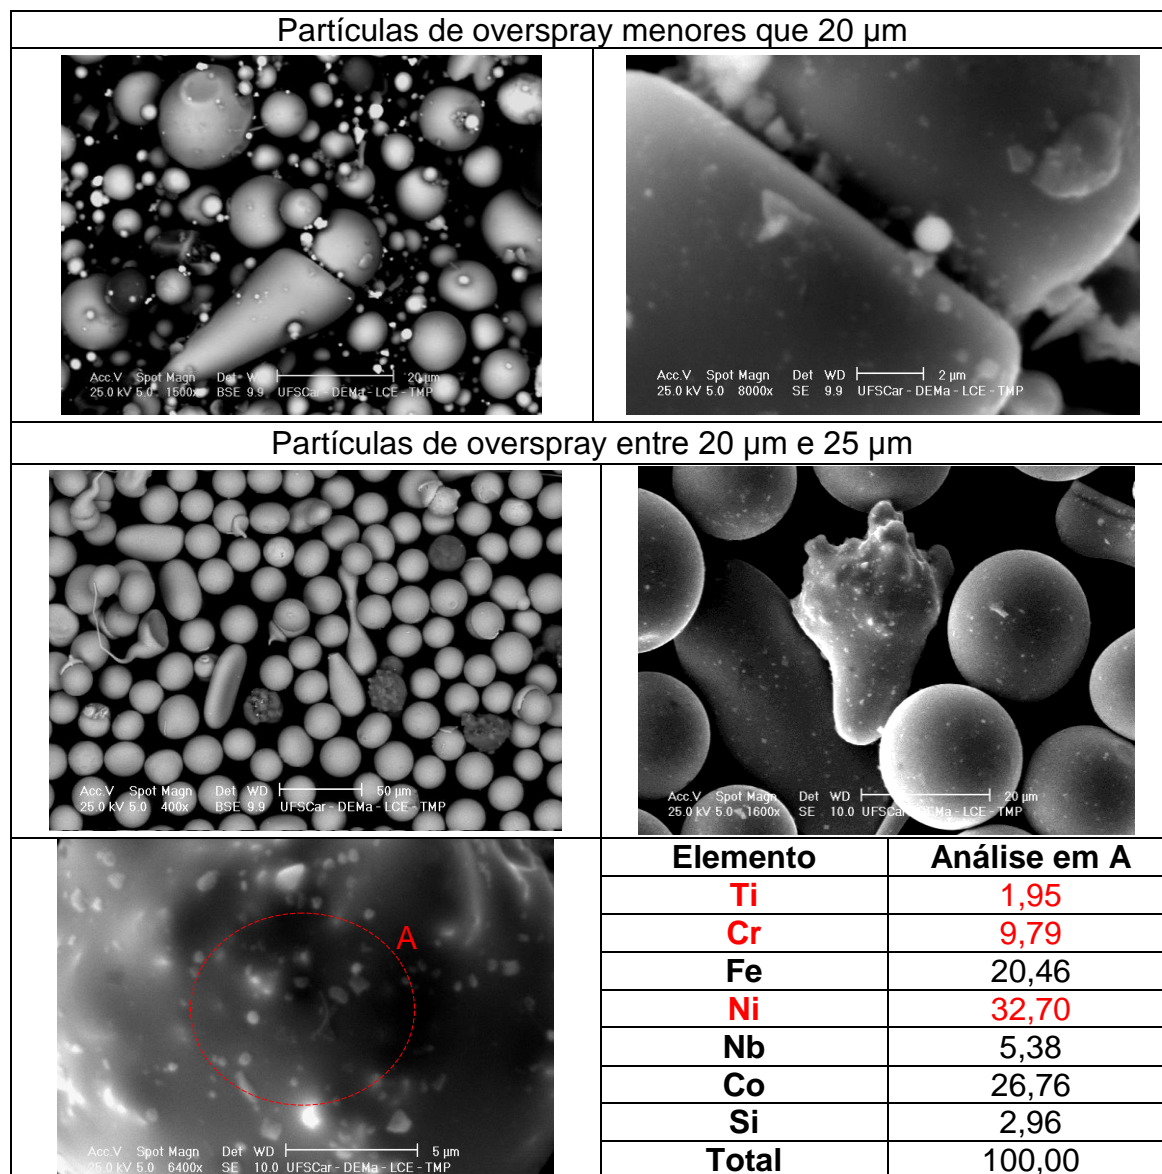 Partículas de overspray menores que 20 µm
Acc.V Spot Magn Det WD 20 µm
25.0 kV 5.0 1500x BSE 9.9 UFSCar - DEMa - LCE - TMP
Acc.V Spot Magn Det WD 2 µm
25.0 kV 5.0 8000x SE 9.9 UFSCar - DEMa - LCE - TMP
Partículas de overspray entre 20 µm e 25 µm
Acc.V Spot Magn Det WD 50 µm
25.0 kV 5.0 400x BSE 9.9 UFSCar - DEMa - LCE - TMP
Acc.V Spot Magn Det WD 20 µm
25.0 kV 5.0 1600x SE 10.0 UFSCar - DEMa - LCE - TMP
A
Acc.V Spot Magn Det WD 5 µm
25.0 kV 5.0 6400x SE 10.0 UFSCar - DEMa - LCE - TMP
Elemento Análise em A
Ti 1,95
Cr 9,79
Fe 20,46
Ni 32,70
Nb 5,38
Co 26,76
Si 2,96
Total 100,00